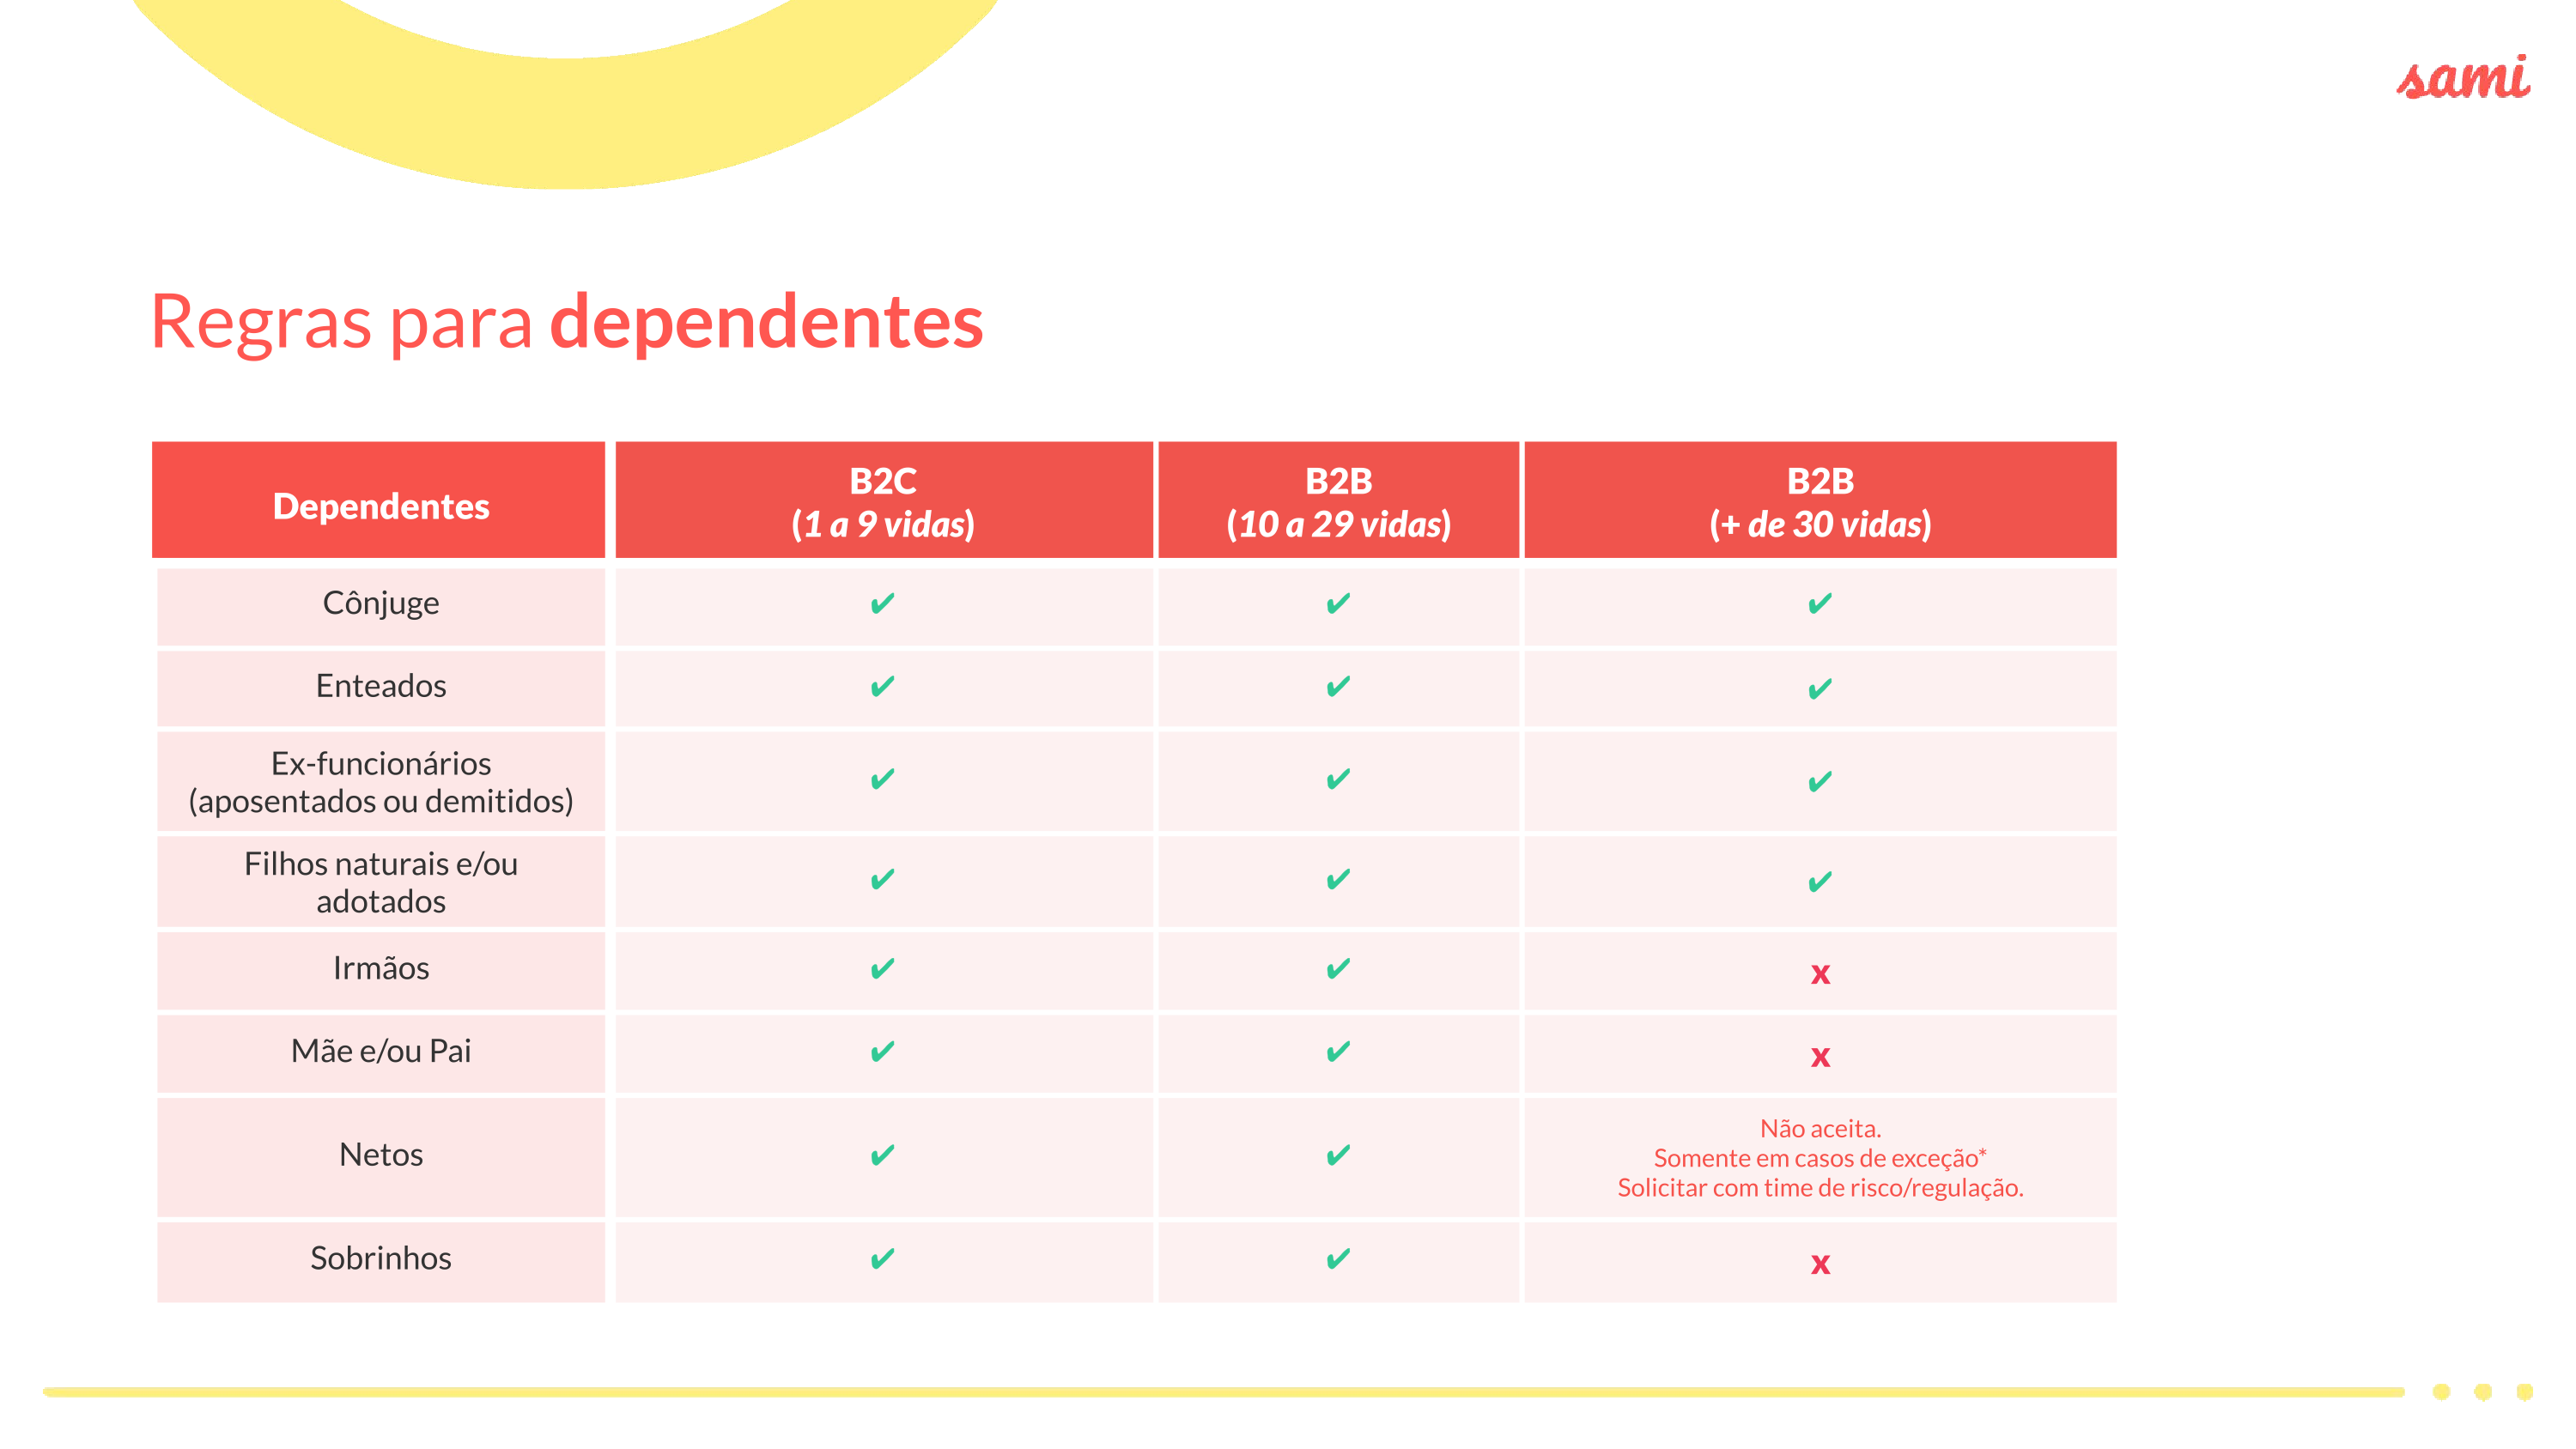 sami
Regras para dependentes
Dependentes
B2C
(1 a 9 vidas)
B2B
(10 a 29 vidas)
B2B
(+ de 30 vidas)
Cônjuge
✔ ✔ ✔
Enteados
✔ ✔ ✔
Ex-funcionários
(aposentados ou demitidos)
✔ ✔ ✔
Filhos naturais e/ou
adotados
✔ ✔ ✔
Irmãos
✔ ✔ x
Mãe e/ou Pai
✔ ✔ x
Netos
✔ ✔
Não aceita.
Somente em casos de exceção*
Solicitar com time de risco/regulação.
Sobrinhos
✔ ✔ x